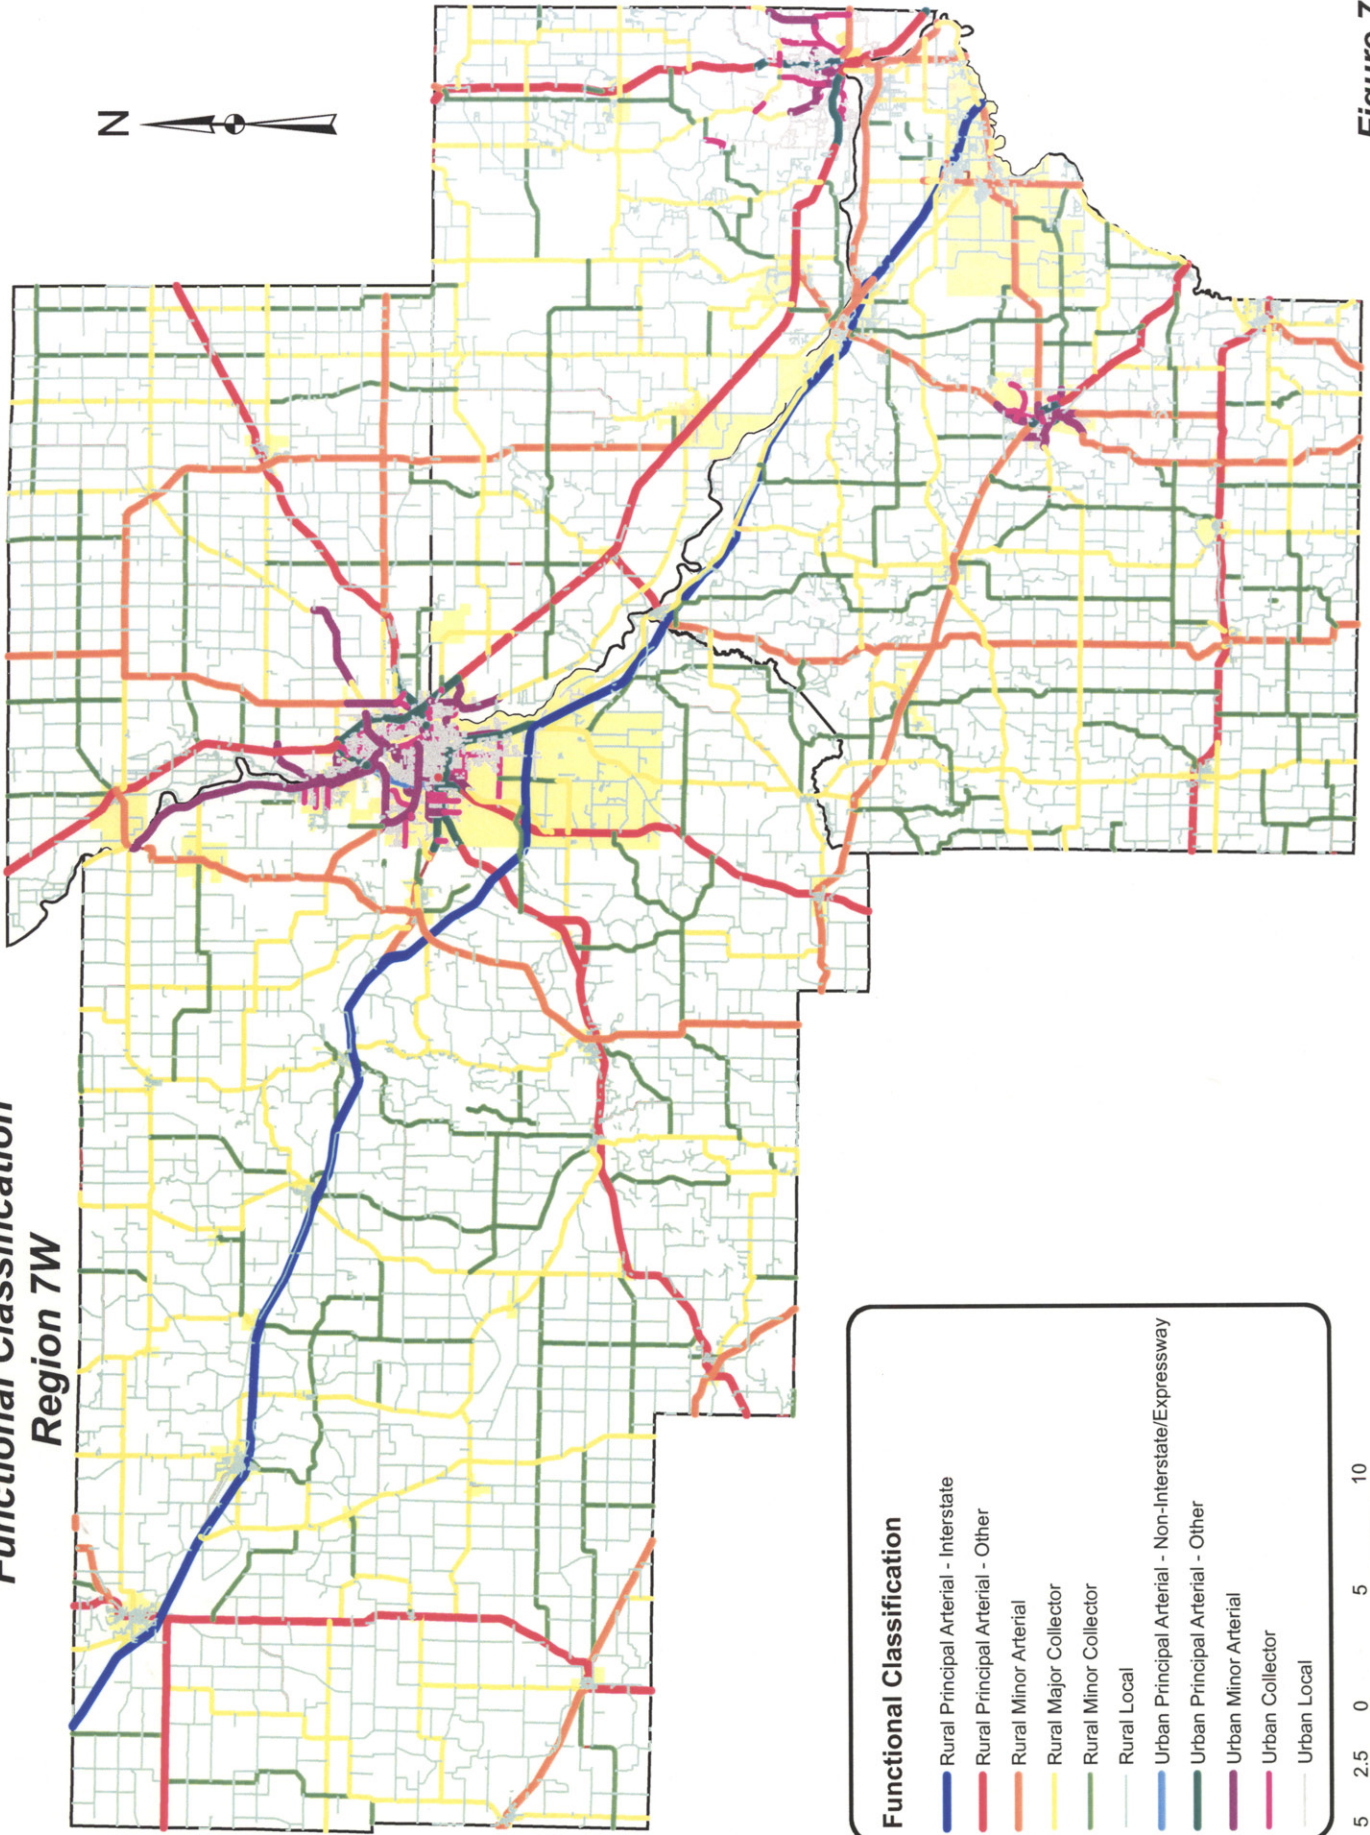 Functional Classification
Region 7W
N
Functional Classification
Rural Principal Arterial - Interstate
Rural Principal Arterial - Other
Rural Minor Arterial
Rural Major Collector
Rural Minor Collector
Rural Local
Urban Principal Arterial - Non-Interstate/Expressway
Urban Principal Arterial - Other
Urban Minor Arterial
Urban Collector
Urban Local
5 2.5 0 5 10
Figure 7